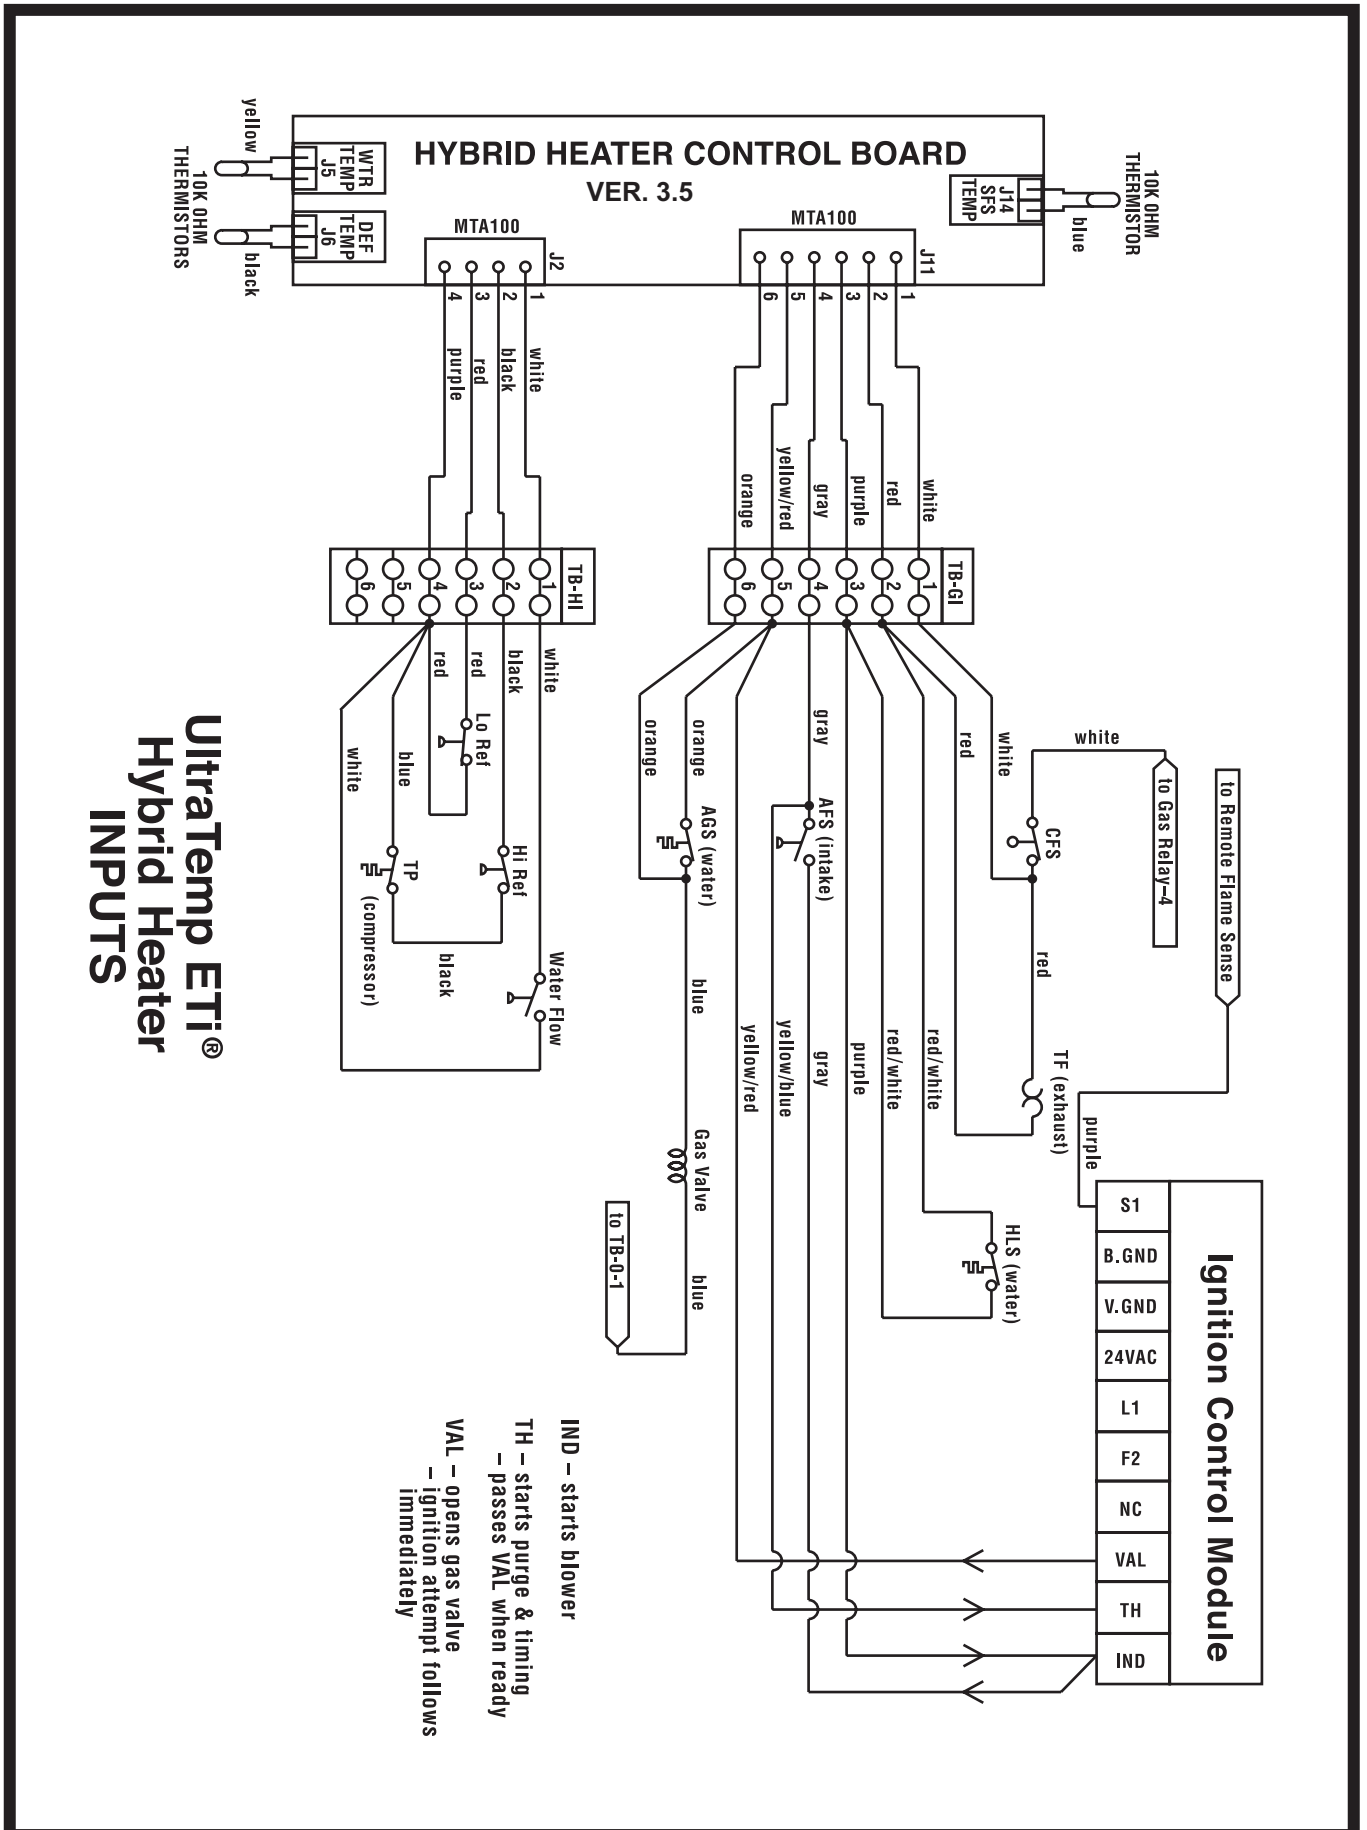 HYBRID HEATER CONTROL BOARD
VER. 3.5
yellow
WTR
TEMP
J5
DEF
TEMP
J6
black
10K OHM
THERMISTORS
10K OHM
THERMISTOR
J14
SFS
TEMP
blue
MTA100
J2
1
2
3
4
MTA100
J11
1
2
3
4
5
6
white
black
red
purple
white
red
purple
gray
yellow/red
orange
TB-HI
1
2
3
4
5
6
TB-GI
1
2
3
4
5
6
white
black
red
red
Lo Ref
blue
white
Hi Ref
TP
(compressor)
black
Water Flow
orange
orange
AGS (water)
gray
AFS (intake)
red
white
white
CFS
to Gas Relay–4
to Remote Flame Sense
red
TF (exhaust)
purple
red/white
red/white
purple
gray
yellow/blue
yellow/red
blue
Gas Valve
blue
to TB-0-1
HLS (water)
Ignition Control Module
S1
B.GND
V.GND
24VAC
L1
F2
NC
VAL
TH
IND
IND – starts blower
TH – starts purge & timing
– passes VAL when ready
VAL – opens gas valve
– ignition attempt follows
immediately
UltraTemp ETi®
Hybrid Heater
INPUTS